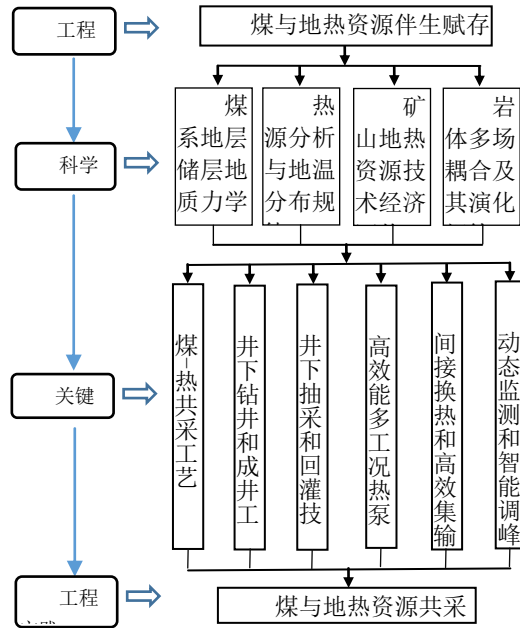 工程
煤与地热资源伴生赋存
煤
系地层
储层地
质力学
热
源分析
与地温
分布规
矿
山地热
资源技
术经济
岩
体多场
耦合及
其演化
科学
煤-热共采工艺
井下钻井和成井工
井下抽采和回灌技
高效能多工况热泵
间接换热和高效集输
动态监测和智能调峰
关键
工程
煤与地热资源共采